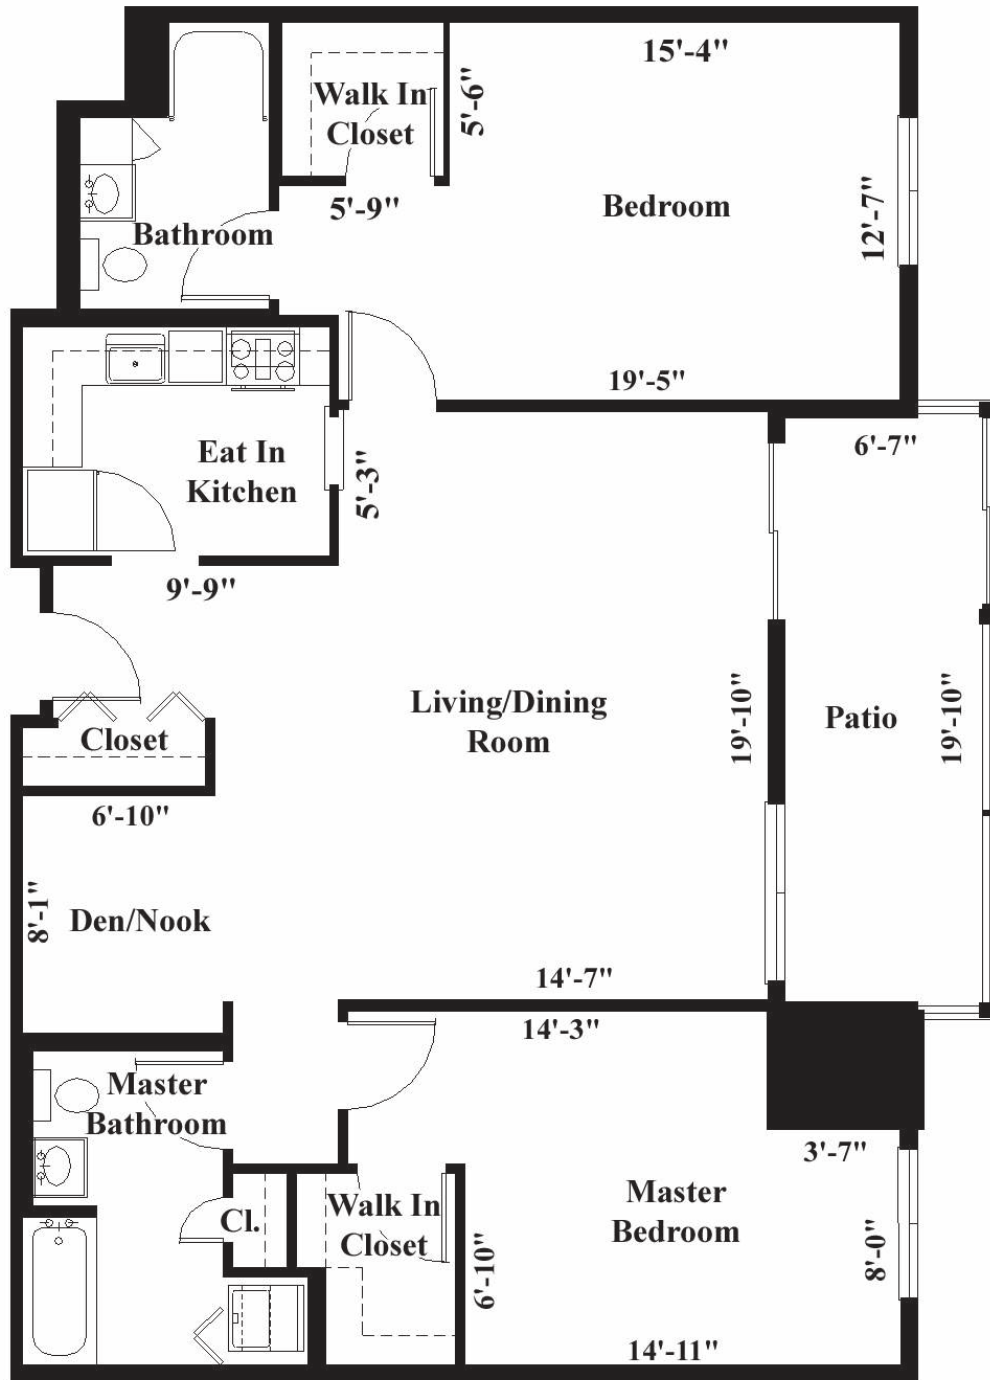 15'-4"
Walk In
Closet
5'-6"
5'-9"
Bedroom
12'-7"
Bathroom
19'-5"
Eat In
Kitchen
5'-3"
6'-7"
9'-9"
Living/Dining
Room
19'-10"
Patio
19'-10"
Closet
6'-10"
8'-1"
Den/Nook
14'-7"
14'-3"
Master
Bathroom
3'-7"
Master
Bedroom
Walk In
Closet
Cl.
8'-0"
6'-10"
14'-11"